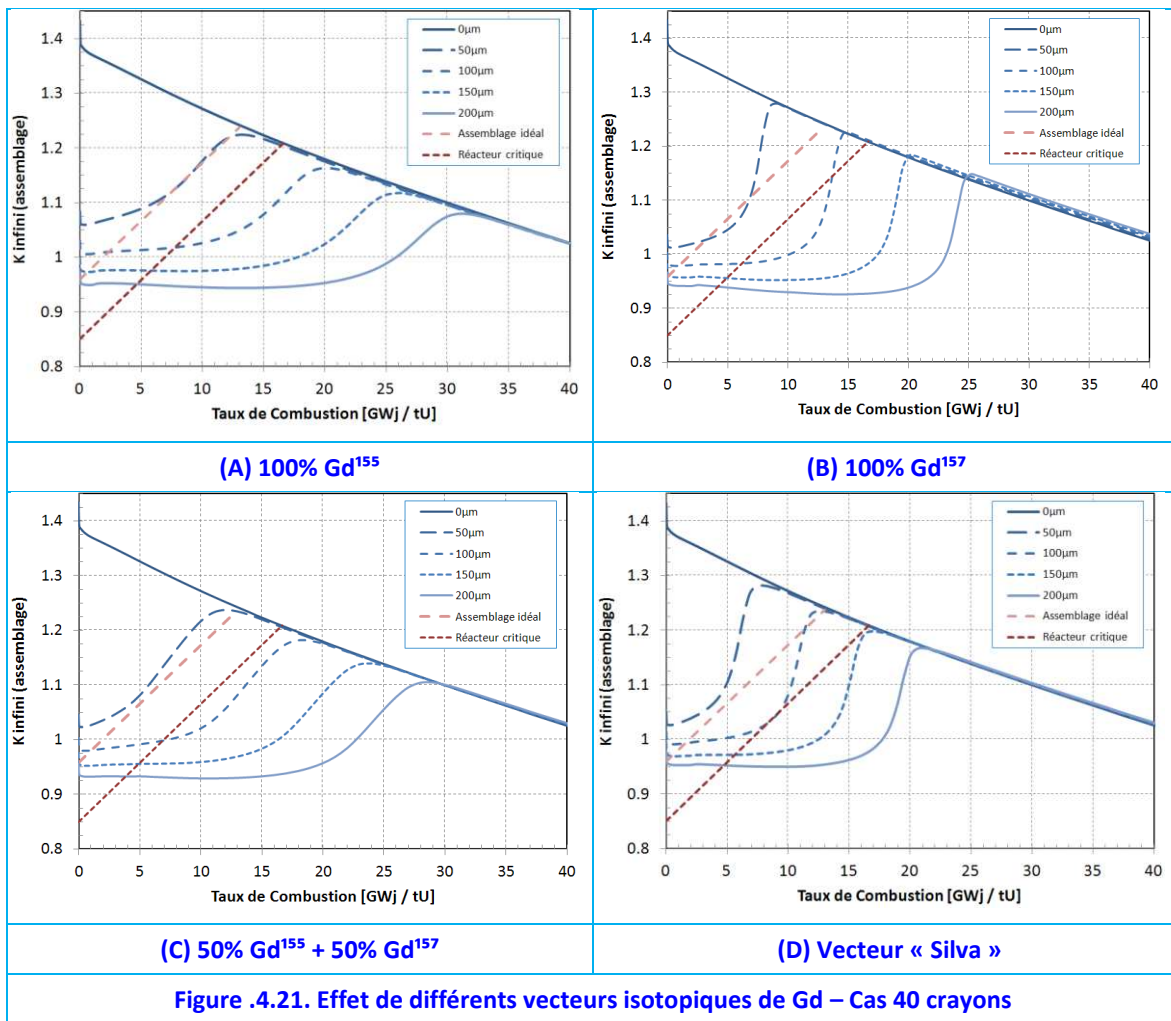 1.4
1.3
1.2
1.1
1
0.9
0.8
K infini (assemblage)
0 5 10 15 20 25 30 35 40
Taux de Combustion [GWj / tU]
0µm
50µm
100µm
150µm
200µm
Assemblage idéal
Réacteur critique
(A) 100% Gd¹⁵⁵
1.4
1.3
1.2
1.1
1
0.9
0.8
K infini (assemblage)
0 5 10 15 20 25 30 35 40
Taux de Combustion [GWj / tU]
0µm
50µm
100µm
150µm
200µm
Assemblage idéal
Réacteur critique
(B) 100% Gd¹⁵⁷
1.4
1.3
1.2
1.1
1
0.9
0.8
K infini (assemblage)
0 5 10 15 20 25 30 35 40
Taux de Combustion [GWj / tU]
0µm
50µm
100µm
150µm
200µm
Assemblage idéal
Réacteur critique
(C) 50% Gd¹⁵⁵ + 50% Gd¹⁵⁷
1.4
1.3
1.2
1.1
1
0.9
0.8
K infini (assemblage)
0 5 10 15 20 25 30 35 40
Taux de Combustion [GWj / tU]
0µm
50µm
100µm
150µm
200µm
Assemblage idéal
Réacteur critique
(D) Vecteur « Silva »
Figure .4.21. Effet de différents vecteurs isotopiques de Gd – Cas 40 crayons